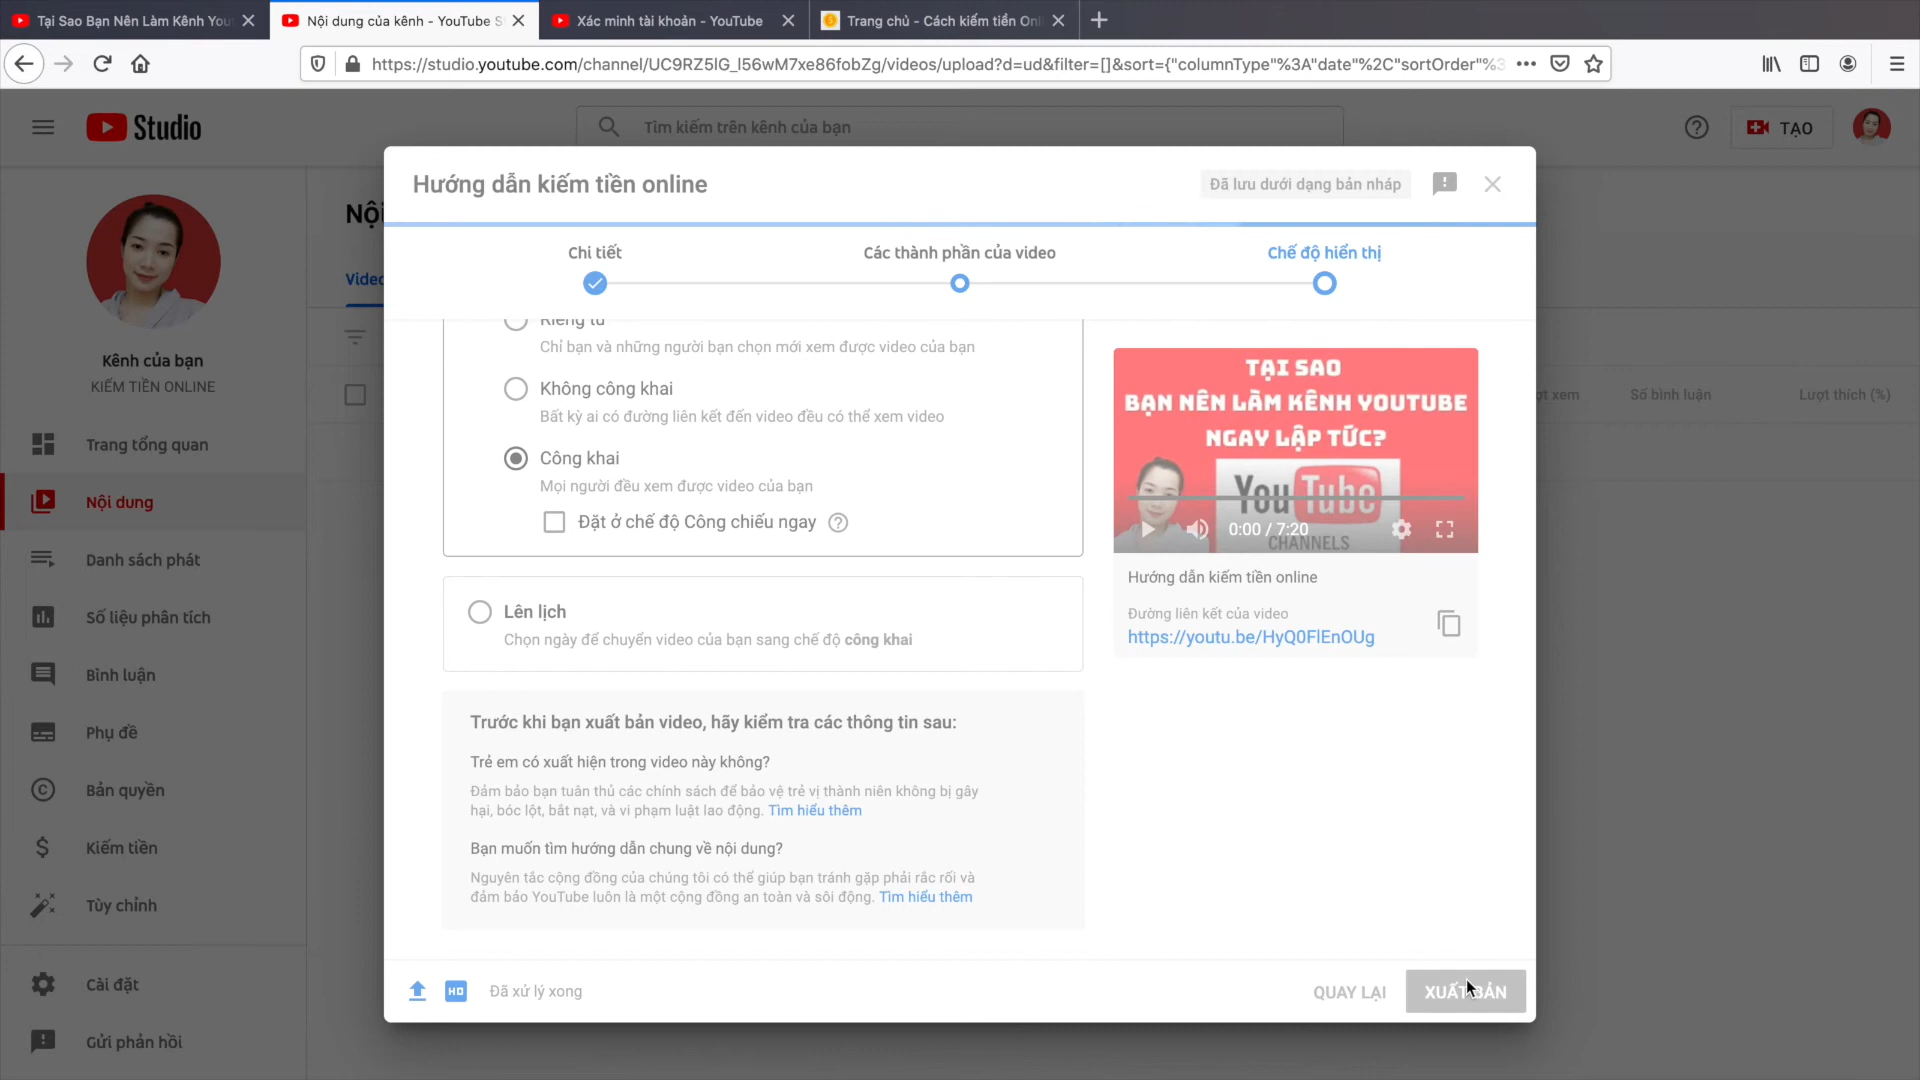 Tại Sao Bạn Nên Làm Kênh You
Nội dung của kênh - YouTube S
Xác minh tài khoản - YouTube
Trang chủ - Cách kiếm tiền Onl
https://studio.youtube.com/channel/UC9RZ5IG_I56wM7xe86fobZg/videos/upload?d=ud&filter=[]&sort={"columnType"%3A"date"%2C"sortOrder"%3
Studio
Tìm kiếm trên kênh của bạn
TẠO
Kênh của bạn
KIẾM TIỀN ONLINE
Trang tổng quan
Nội dung
Danh sách phát
Số liệu phân tích
Bình luận
Phụ đề
Bản quyền
Kiếm tiền
Tùy chỉnh
Cài đặt
Gửi phản hồi
Nội
Video
ợt xem
Số bình luận
Lượt thích (%)
Hướng dẫn kiếm tiền online
Đã lưu dưới dạng bản nháp
Chi tiết
Các thành phần của video
Chế độ hiển thị
Riêng tư
Chỉ bạn và những người bạn chọn mới xem được video của bạn
Không công khai
Bất kỳ ai có đường liên kết đến video đều có thể xem video
Công khai
Mọi người đều xem được video của bạn
Đặt ở chế độ Công chiếu ngay
Lên lịch
Chọn ngày để chuyển video của bạn sang chế độ công khai
Trước khi bạn xuất bản video, hãy kiểm tra các thông tin sau:
Trẻ em có xuất hiện trong video này không?
Đảm bảo bạn tuân thủ các chính sách để bảo vệ trẻ vị thành niên không bị gây
hại, bóc lột, bắt nạt, và vi phạm luật lao động. Tìm hiểu thêm
Bạn muốn tìm hướng dẫn chung về nội dung?
Nguyên tắc cộng đồng của chúng tôi có thể giúp bạn tránh gặp phải rắc rối và
đảm bảo YouTube luôn là một cộng đồng an toàn và sôi động. Tìm hiểu thêm
TẠI SAO
BẠN NÊN LÀM KÊNH YOUTUBE
NGAY LẬP TỨC?
YouTube
0:00 / 7:20
CHANNELS
Hướng dẫn kiếm tiền online
Đường liên kết của video
https://youtu.be/HyQ0FlEnOUg
HD
Đã xử lý xong
QUAY LẠI
XUẤT BẢN